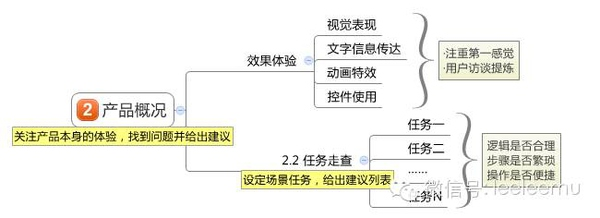 2 产品概况
关注产品本身的体验，找到问题并给出建议
效果体验
视觉表现
文字信息传达
动画特效
控件使用
·注重第一感觉
·用户访谈提炼
2.2 任务走查
设定场景任务，给出建议列表
任务一
任务二
......
任务N
逻辑是否合理
步骤是否繁琐
操作是否便捷
微信号: leeleemu